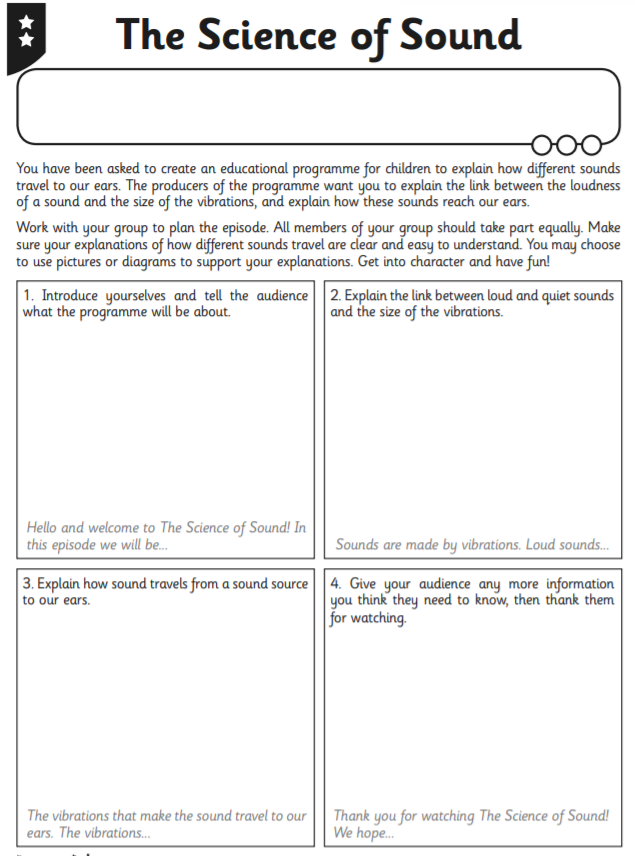 The Science of Sound
You have been asked to create an educational programme for children to explain how different sounds
travel to our ears. The producers of the programme want you to explain the link between the loudness
of a sound and the size of the vibrations, and explain how these sounds reach our ears.
Work with your group to plan the episode. All members of your group should take part equally. Make
sure your explanations of how different sounds travel are clear and easy to understand. You may choose
to use pictures or diagrams to support your explanations. Get into character and have fun!
1. Introduce yourselves and tell the audience
what the programme will be about.
Hello and welcome to The Science of Sound! In
this episode we will be...
2. Explain the link between loud and quiet sounds
and the size of the vibrations.
Sounds are made by vibrations. Loud sounds...
3. Explain how sound travels from a sound source
to our ears.
The vibrations that make the sound travel to our
ears. The vibrations...
4. Give your audience any more information
you think they need to know, then thank them
for watching.
Thank you for watching The Science of Sound!
We hope...